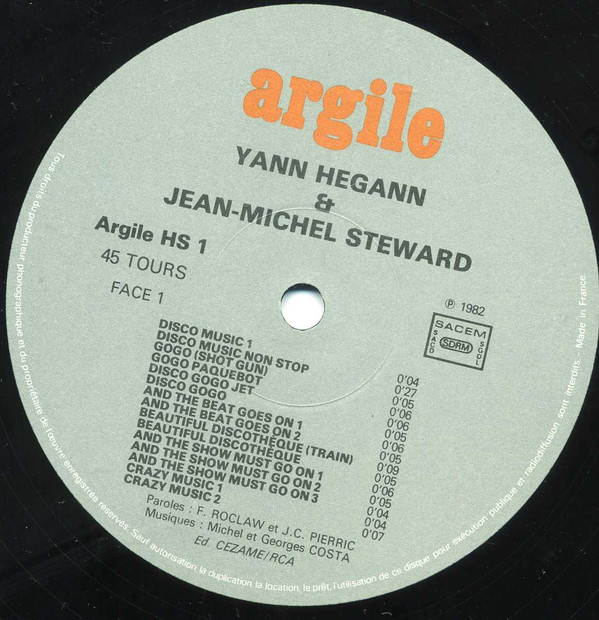 argile
YANN HEGANN
&
JEAN-MICHEL STEWARD
Argile HS 1
45 TOURS
FACE 1
℗ 1982
SACEM
SACD
SDRM
SGDL
DISCO MUSIC 1 0'04
DISCO MUSIC NON STOP 0'27
GOGO (SHOT GUN) 0'05
GOGO PAQUEBOT 0'06
DISCO GOGO JET 0'06
DISCO GOGO 0'05
AND THE BEAT GOES ON 1 0'06
AND THE BEAT GOES ON 2 0'05
BEAUTIFUL DISCOTHÈQUE (TRAIN) 0'09
BEAUTIFUL DISCOTHÈQUE 0'05
AND THE SHOW MUST GO ON 1 0'06
AND THE SHOW MUST GO ON 2 0'05
AND THE SHOW MUST GO ON 3 0'04
CRAZY MUSIC 1 0'04
CRAZY MUSIC 2 0'07
Paroles : F. ROCLAW et J.C. PIERRIC
Musiques : Michel et Georges COSTA
Ed. CEZAME/RCA
Tous droits du producteur phonographique et du propriétaire de l'œuvre enregistrée réservés. Sauf autorisation la duplication, la location, le prêt, l'utilisation de ce disque pour exécution publique et radiodiffusion sont interdits - Made in France